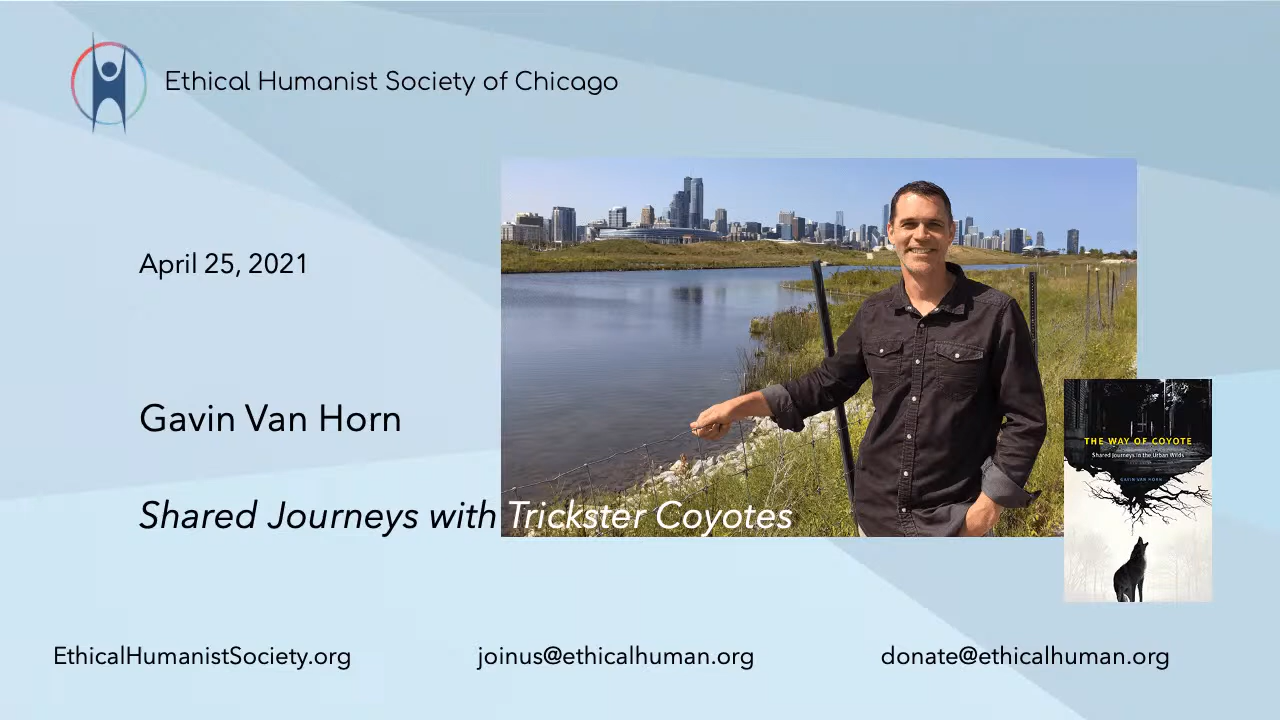 Ethical Humanist Society of Chicago
April 25, 2021
Gavin Van Horn
Shared Journeys with Trickster Coyotes
THE WAY OF COYOTE
Shared Journeys in the Urban Wilds
GAVIN VAN HORN
EthicalHumanistSociety.org
joinus@ethicalhuman.org
donate@ethicalhuman.org